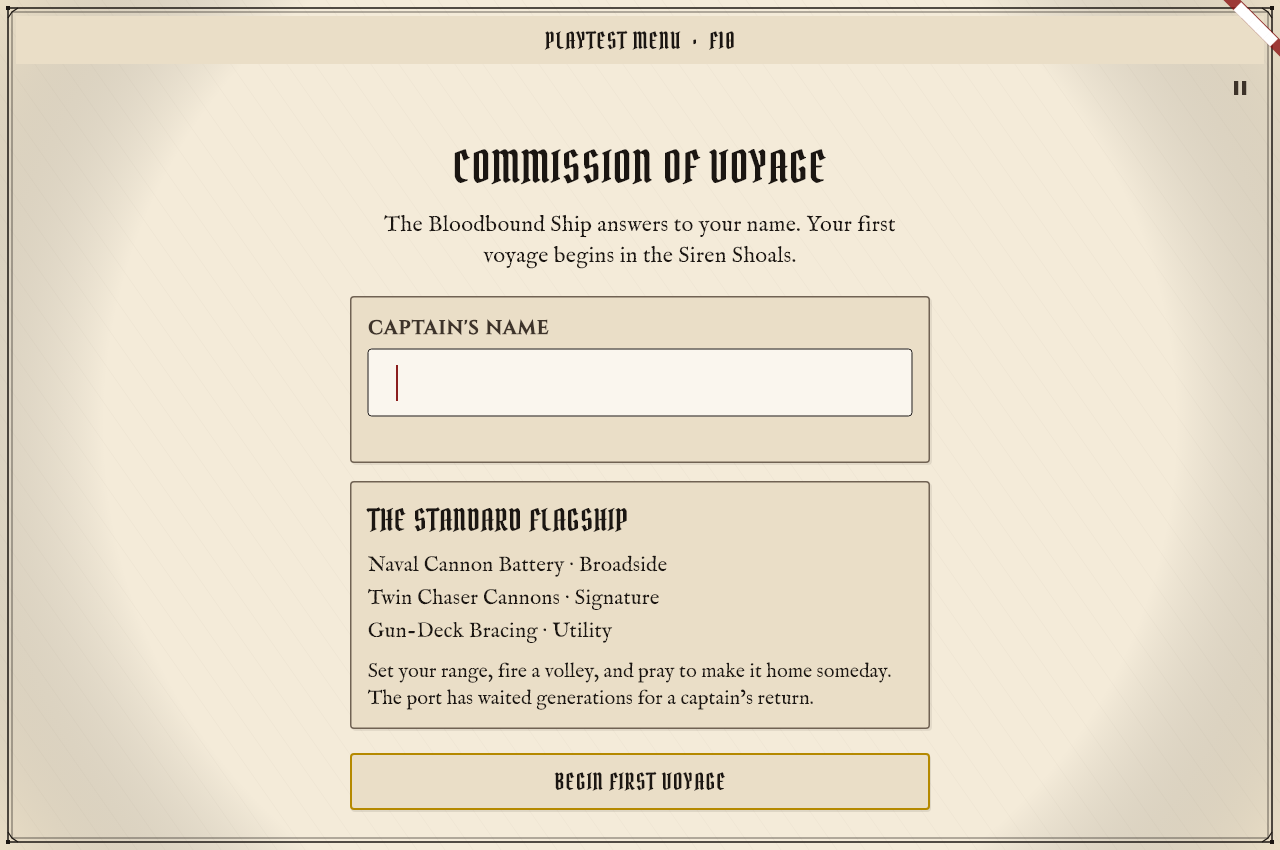 PLAYTEST MENU · F10
COMMISSION OF VOYAGE
The Bloodbound Ship answers to your name. Your first
voyage begins in the Siren Shoals.
CAPTAIN'S NAME
THE STANDARD FLAGSHIP
Naval Cannon Battery · Broadside
Twin Chaser Cannons · Signature
Gun-Deck Bracing · Utility
Set your range, fire a volley, and pray to make it home someday.
The port has waited generations for a captain's return.
BEGIN FIRST VOYAGE